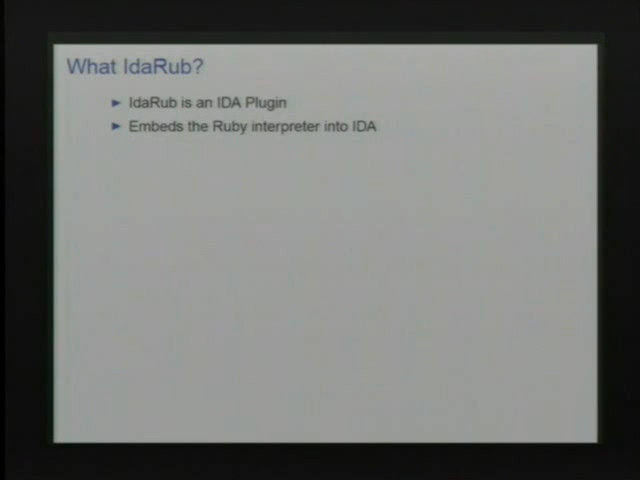 What IdaRub?
► IdaRub is an IDA Plugin
► Embeds the Ruby interpreter into IDA